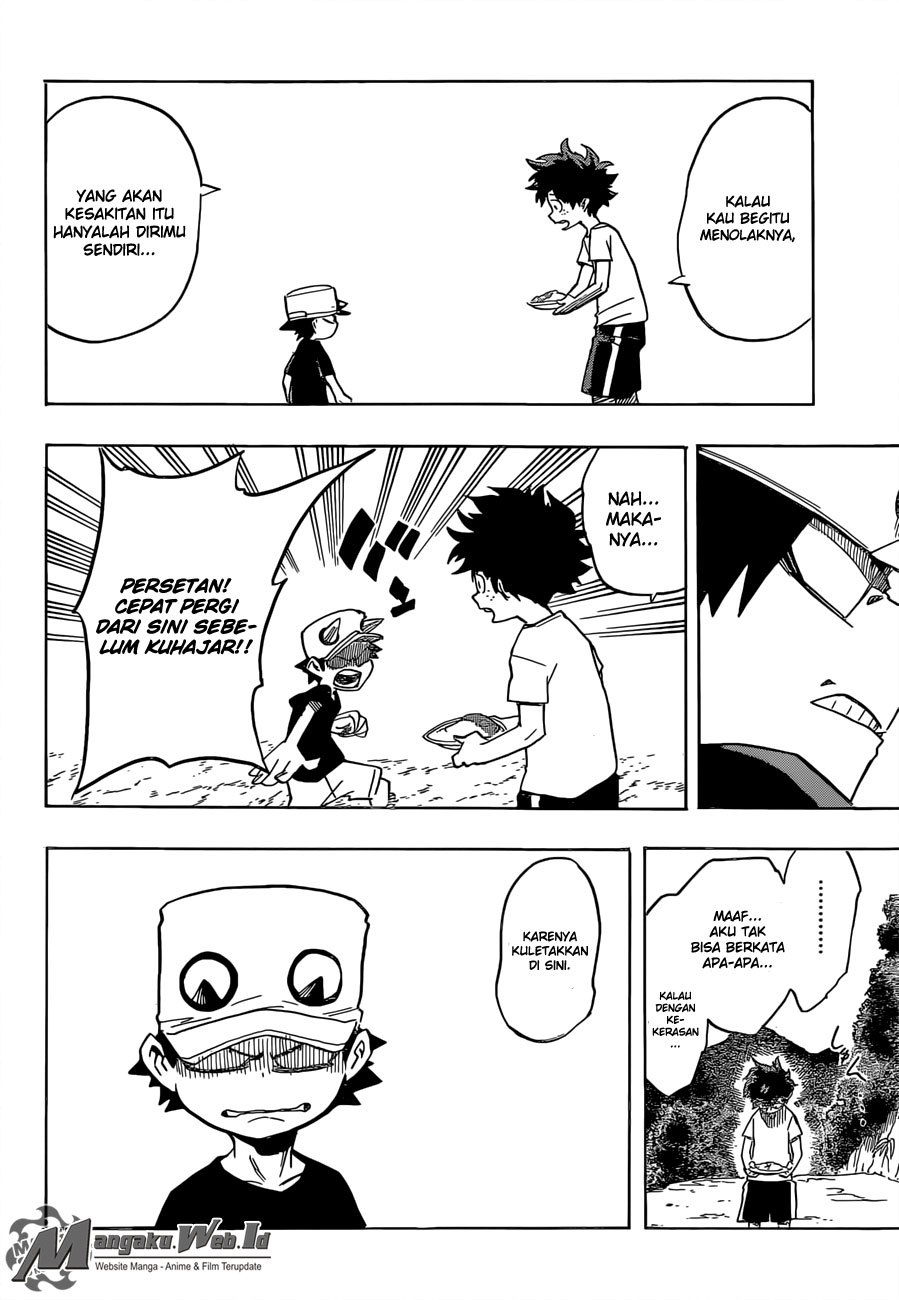 KALAU
KAU BEGITU
MENOLAKNYA,
YANG AKAN
KESAKITAN ITU
HANYALAH DIRIMU
SENDIRI...
NAH...
MAKA-
NYA...
PERSETAN!
CEPAT PERGI
DARI SINI SEBE-
LUM KUHAJAR!!
.........
MAAF...
AKU TAK
BISA BERKATA
APA-APA...
KALAU
DENGAN
KE-
KERASAN
...
KARENYA
KULETAKKAN
DI SINI.
Mangaku.Web.Id
Website Manga - Anime & Film Terupdate